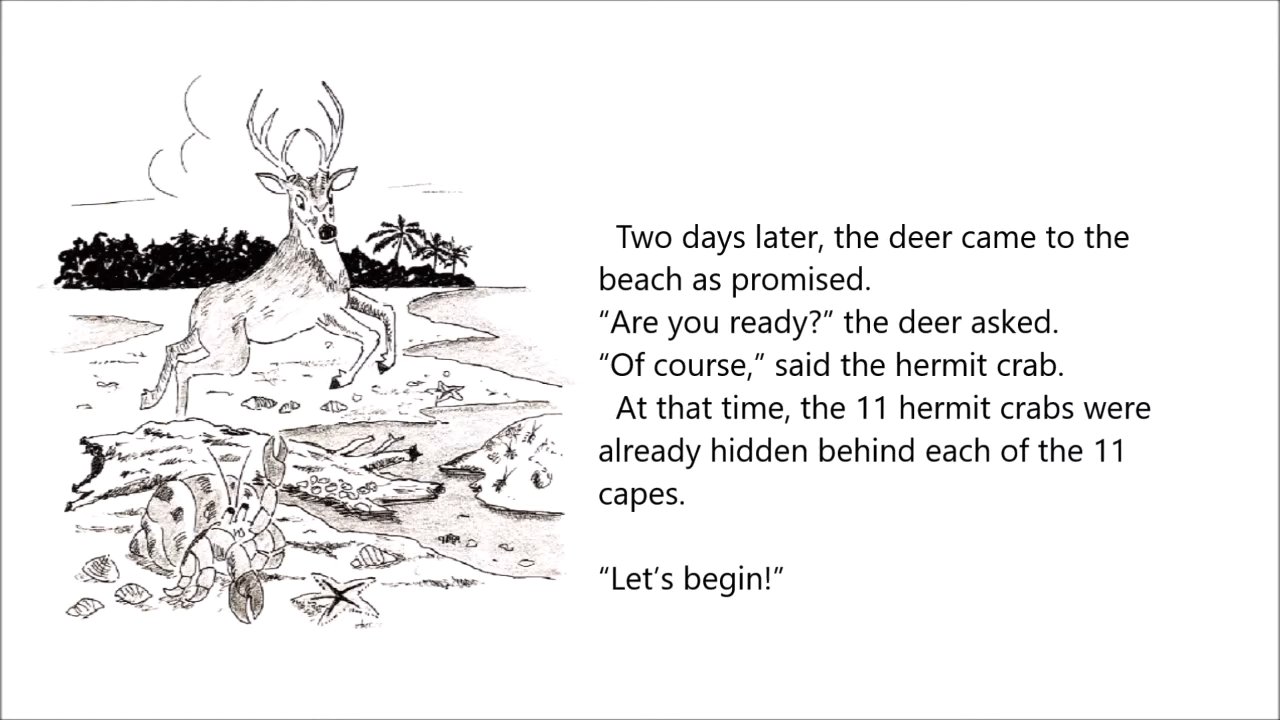 Two days later, the deer came to the
beach as promised.
“Are you ready?” the deer asked.
“Of course,” said the hermit crab.
At that time, the 11 hermit crabs were
already hidden behind each of the 11
capes.
“Let’s begin!”